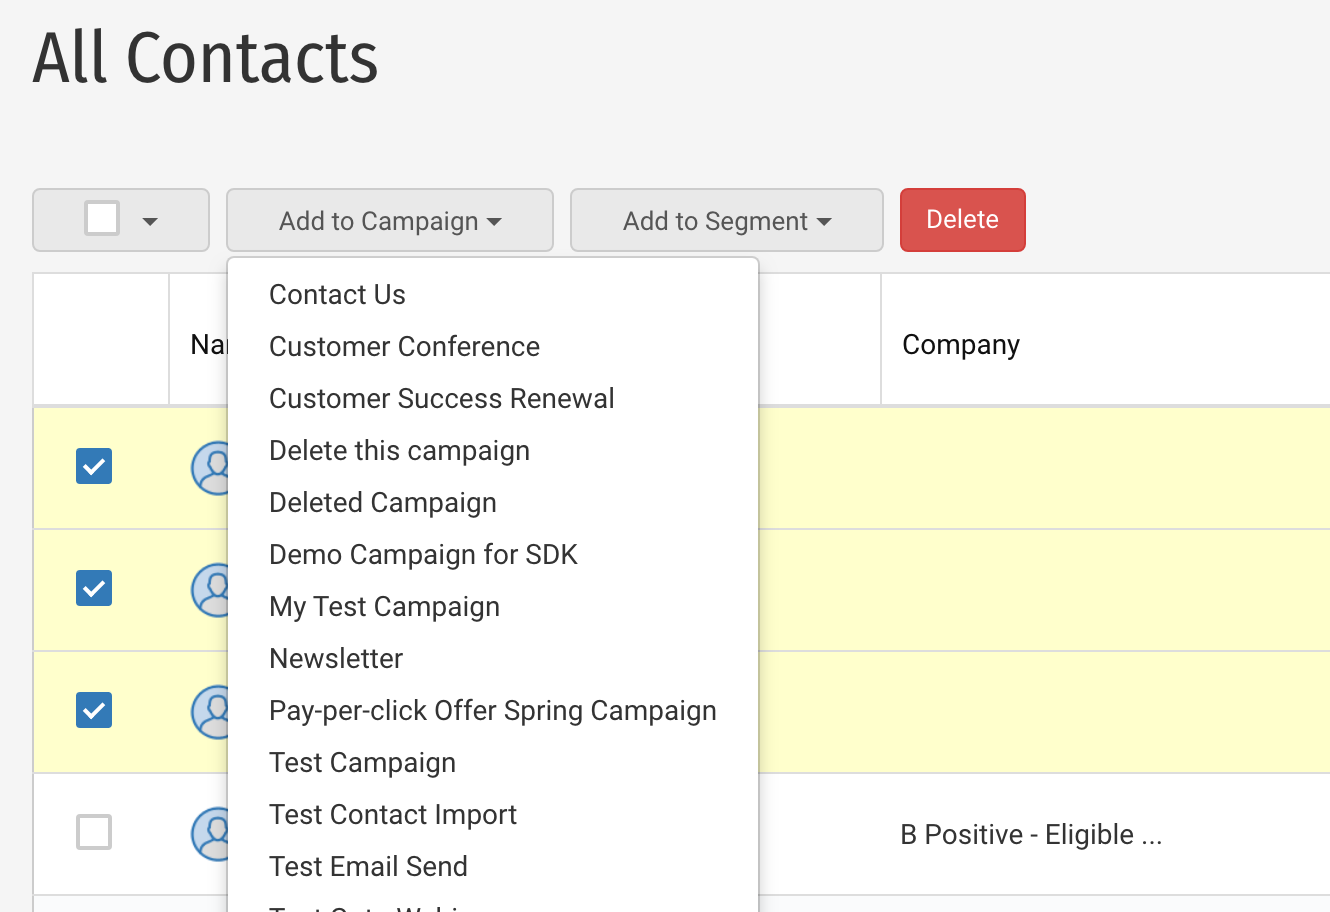 All Contacts
Add to Campaign
Add to Segment
Delete
Company
Contact Us
Customer Conference
Customer Success Renewal
Delete this campaign
Deleted Campaign
Demo Campaign for SDK
My Test Campaign
Newsletter
Pay-per-click Offer Spring Campaign
Test Campaign
Test Contact Import
B Positive - Eligible ...
Test Email Send